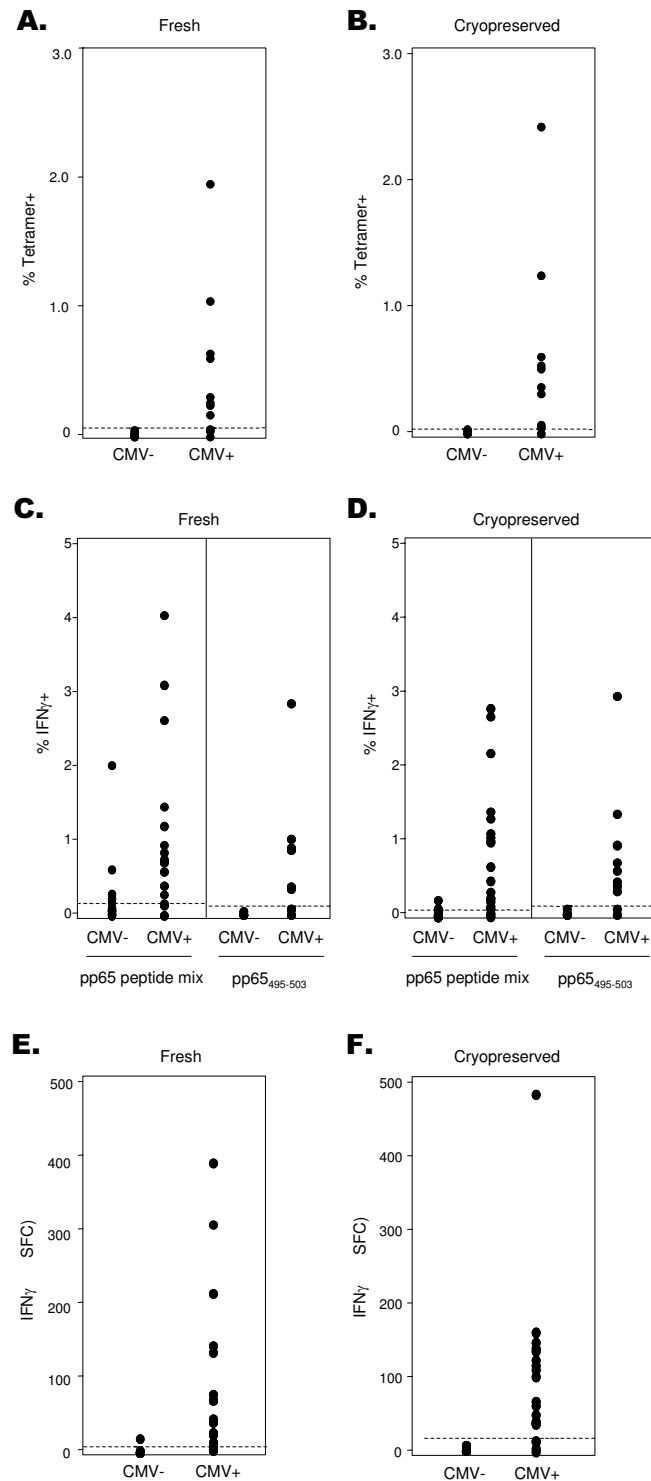 A.
Fresh
3.0
2.0
1.0
0
% Tetramer+
CMV- CMV+
B.
Cryopreserved
3.0
2.0
1.0
0
% Tetramer+
CMV- CMV+
C.
Fresh
5
4
3
2
1
0
% IFNγ+
CMV- CMV+ CMV- CMV+
pp65 peptide mix pp65495-503
D.
Cryopreserved
5
4
3
2
1
0
% IFNγ+
CMV- CMV+ CMV- CMV+
pp65 peptide mix pp65495-503
E.
Fresh
500
400
300
200
100
0
IFNγ SFC)
CMV- CMV+
F.
Cryopreserved
500
400
300
200
100
0
IFNγ SFC)
CMV- CMV+